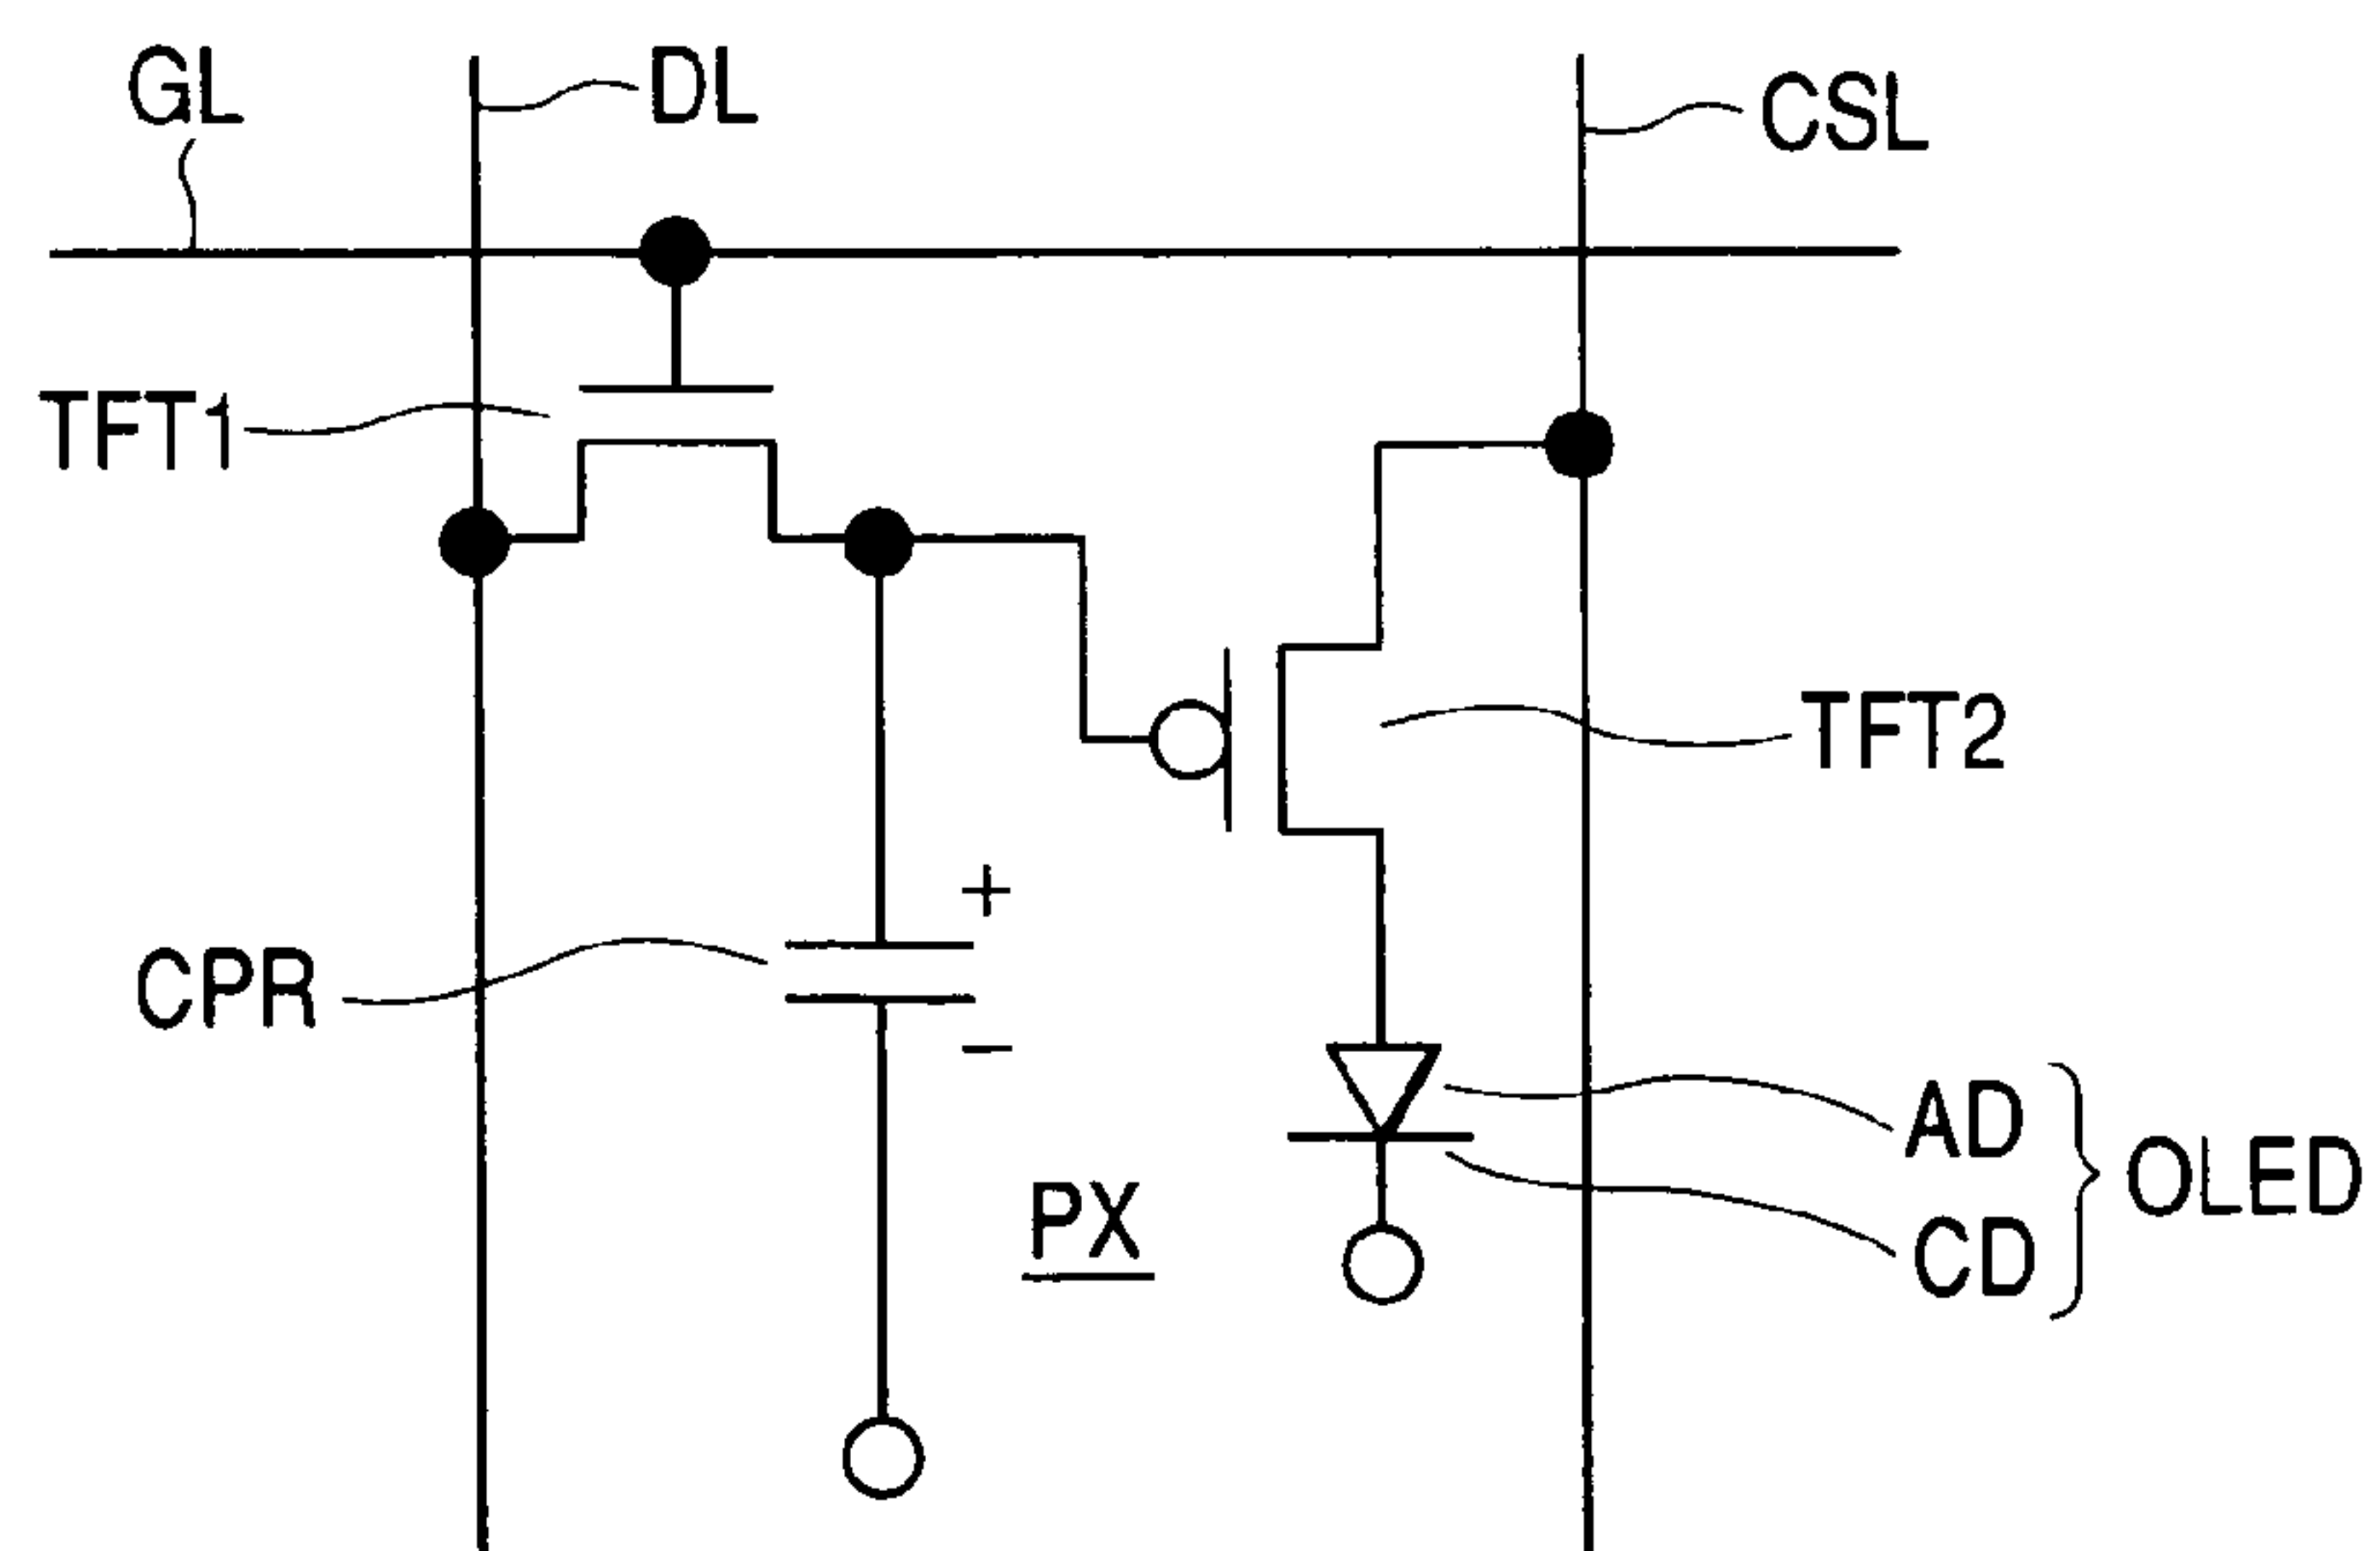 GL
DL
CSL
TFT1
TFT2
+
CPR
−
AD
OLED
PX
CD